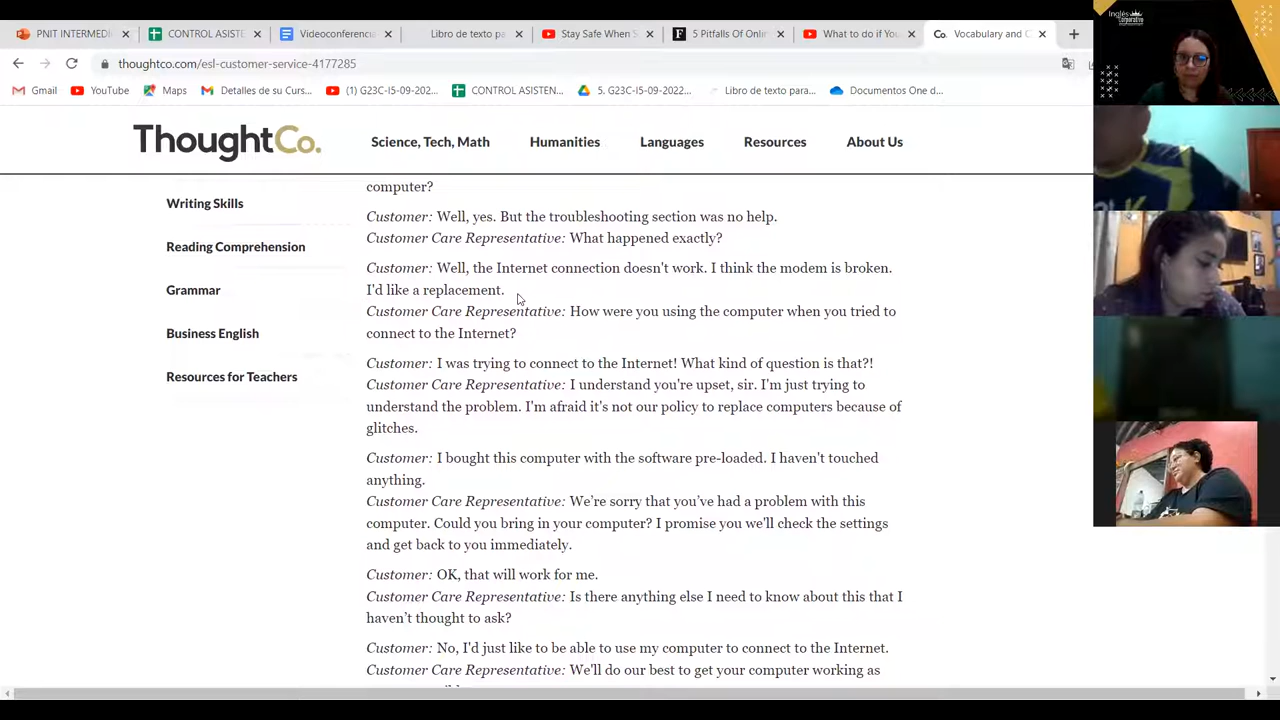 PNIT INTERMEDI
CONTROL ASISTE
Videoconferencia
Libro de texto pa
Stay Safe When S
5 Pitfalls Of Onlin
What to do if You
Co. Vocabulary and C
thoughtco.com/esl-customer-service-4177285
Gmail
YouTube
Maps
Detalles de su Curs...
(1) G23C-I5-09-202...
CONTROL ASISTEN...
5. G23C-I5-09-2022...
Libro de texto para...
Documentos One d...
Inglés
Corporativo
ThoughtCo.
Science, Tech, Math
Humanities
Languages
Resources
About Us
Writing Skills
Reading Comprehension
Grammar
Business English
Resources for Teachers
computer?
Customer: Well, yes. But the troubleshooting section was no help.
Customer Care Representative: What happened exactly?
Customer: Well, the Internet connection doesn't work. I think the modem is broken.
I'd like a replacement.
Customer Care Representative: How were you using the computer when you tried to
connect to the Internet?
Customer: I was trying to connect to the Internet! What kind of question is that?!
Customer Care Representative: I understand you're upset, sir. I'm just trying to
understand the problem. I'm afraid it's not our policy to replace computers because of
glitches.
Customer: I bought this computer with the software pre-loaded. I haven't touched
anything.
Customer Care Representative: We're sorry that you've had a problem with this
computer. Could you bring in your computer? I promise you we'll check the settings
and get back to you immediately.
Customer: OK, that will work for me.
Customer Care Representative: Is there anything else I need to know about this that I
haven't thought to ask?
Customer: No, I'd just like to be able to use my computer to connect to the Internet.
Customer Care Representative: We'll do our best to get your computer working as